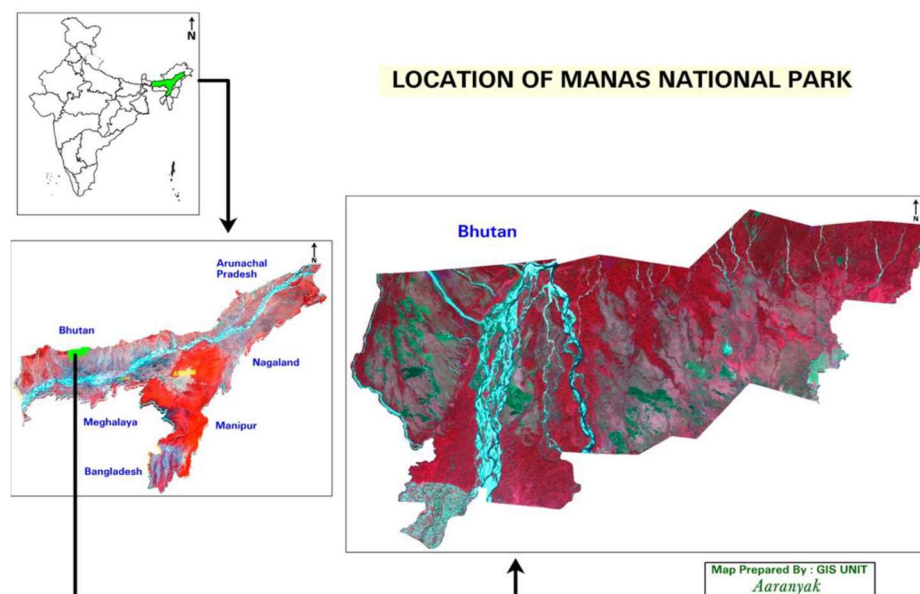 N
LOCATION OF MANAS NATIONAL PARK
N
Bhutan
Arunachal
Pradesh
N
Bhutan
Nagaland
ASSAM
Meghalaya
Manipur
Bangladesh
Map Prepared By : GIS UNIT
Aaranyak